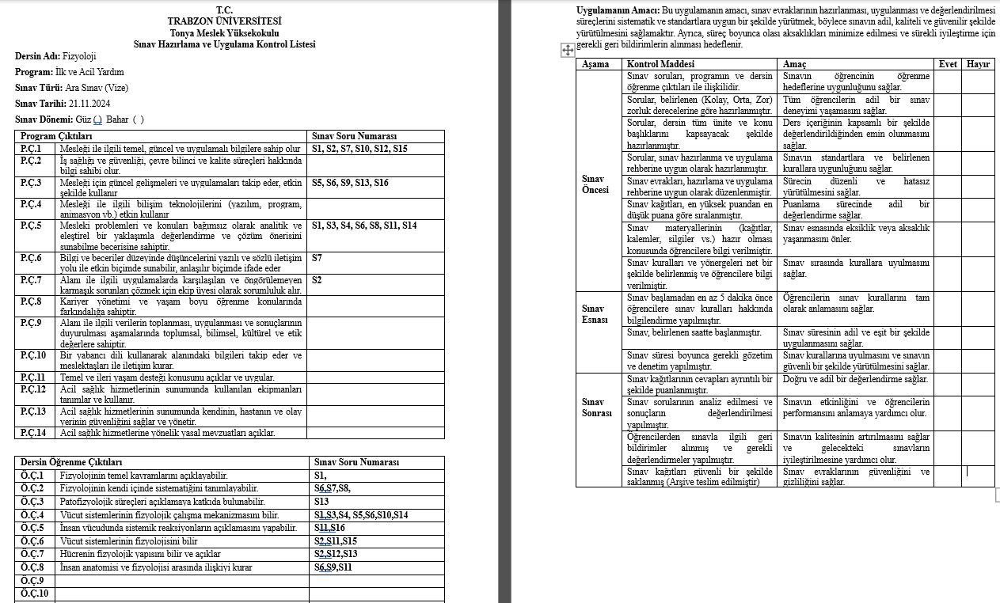 T.C.
TRABZON ÜNİVERSİTESİ
Tonya Meslek Yüksekokulu
Sınav Hazırlama ve Uygulama Kontrol Listesi
Dersin Adı: Fizyoloji
Program: İlk ve Acil Yardım
Sınav Türü: Ara Sınav (Vize)
Sınav Tarihi: 21.11.2024
Sınav Dönemi: Güz () Bahar ( )
Program Çıktıları Sınav Soru Numarası
P.Ç.1 Mesleği ile ilgili temel, güncel ve uygulamalı bilgilere sahip olur S1, S2, S7, S10, S12, S15
P.Ç.2 İş sağlığı ve güvenliği, çevre bilinci ve kalite süreçleri hakkında
bilgi sahibi olur.
P.Ç.3 Mesleği için güncel gelişmeleri ve uygulamaları takip eder, etkin S5, S6, S9, S13, S16
şekilde kullanır
P.Ç.4 Mesleği ile ilgili bilişim teknolojilerini (yazılım, program,
animasyon vb.) etkin kullanır
P.Ç.5 Mesleki problemleri ve konuları bağımsız olarak analitik ve S1, S3, S4, S6, S8, S11, S14
eleştirel bir yaklaşımla değerlendirme ve çözüm önerisini
sunabilme becerisine sahiptir.
P.Ç.6 Bilgi ve beceriler düzeyinde düşüncelerini yazılı ve sözlü iletişim S7
yolu ile etkin biçimde sunabilir, anlaşılır biçimde ifade eder
P.Ç.7 Alanı ile ilgili uygulamalarda karşılaşılan ve öngörülemeyen S2
karmaşık sorunları çözmek için ekip üyesi olarak sorumluluk alır.
P.Ç.8 Kariyer yönetimi ve yaşam boyu öğrenme konularında
farkındalığa sahiptir.
P.Ç.9 Alanı ile ilgili verilerin toplanması, uygulanması ve sonuçlarının
duyurulması aşamalarında toplumsal, bilimsel, kültürel ve etik
değerlere sahiptir.
P.Ç.10 Bir yabancı dili kullanarak alanındaki bilgileri takip eder ve
meslektaşları ile iletişim kurar.
P.Ç.11 Temel ve ileri yaşam desteği konusunu açıklar ve uygular.
P.Ç.12 Acil sağlık hizmetlerinin sunumunda kullanılan ekipmanları
tanımlar ve kullanır.
P.Ç.13 Acil sağlık hizmetlerinin sunumunda kendinin, hastanın ve olay
yerinin güvenliğini sağlar ve yönetir.
P.Ç.14 Acil sağlık hizmetlerine yönelik yasal mevzuatları açıklar.
Dersin Öğrenme Çıktıları Sınav Soru Numarası
Ö.Ç.1 Fizyolojinin temel kavramlarını açıklayabilir. S1,
Ö.Ç.2 Fizyolojinin kendi içinde sistematiğini tanımlayabilir. S6,S7,S8,
Ö.Ç.3 Patofizyolojik süreçleri açıklamaya katkıda bulunabilir. S13
Ö.Ç.4 Vücut sistemlerinin fizyolojik çalışma mekanizmasını bilir. S1,S3,S4, S5,S6,S10,S14
Ö.Ç.5 İnsan vücudunda sistemik reaksiyonların açıklamasını yapabilir. S11,S16
Ö.Ç.6 Vücut sistemlerinin fizyolojisini bilir S2,S11,S15
Ö.Ç.7 Hücrenin fizyolojik yapısını bilir ve açıklar S2,S12,S13
Ö.Ç.8 İnsan anatomisi ve fizyolojisi arasında ilişkiyi kurar S6,S9,S11
Ö.Ç.9
Ö.Ç.10
Uygulamanın Amacı: Bu uygulamanın amacı, sınav evraklarının hazırlanması, uygulanması ve değerlendirilmesi
süreçlerini sistematik ve standartlara uygun bir şekilde yürütmek, böylece sınavın adil, kaliteli ve güvenilir şekilde
yürütülmesini sağlamaktır. Ayrıca, süreç boyunca olası aksaklıkları minimize edilmesi ve sürekli iyileştirme için
gerekli geri bildirimlerin alınması hedeflenir.
Aşama Kontrol Maddesi Amaç Evet Hayır
Sınav Öncesi
Sınav soruları, programın ve dersin Sınavın öğrencinin öğrenme
öğrenme çıktıları ile ilişkilidir. hedeflerine uygunluğunu sağlar.
Sorular, belirlenen (Kolay, Orta, Zor) Tüm öğrencilerin adil bir sınav
zorluk derecelerine göre hazırlanmıştır. deneyimi yaşamasını sağlar.
Sorular, dersin tüm ünite ve konu Ders içeriğinin kapsamlı bir şekilde
başlıklarını kapsayacak şekilde değerlendirildiğinden emin olunmasını
hazırlanmıştır. sağlar.
Sorular, sınav hazırlanma ve uygulama Sınavın standartlara ve belirlenen
rehberine uygun olarak hazırlanmıştır. kurallara uygunluğunu sağlar.
Sınav evrakları, hazırlama ve uygulama Sürecin düzenli ve hatasız
rehberine uygun olarak düzenlenmiştir. yürütülmesini sağlar.
Sınav kağıtları, en yüksek puandan en Puanlama sürecinde adil bir
düşük puana göre sıralanmıştır. değerlendirme sağlar.
Sınav materyallerinin (kağıtlar, Sınav esnasında eksiklik veya aksaklık
kalemler, silgiler vs.) hazır olması yaşanmasını önler.
konusunda öğrencilere bilgi verilmiştir.
Sınav kuralları ve yönergeleri net bir Sınav sırasında kurallara uyulmasını
şekilde belirlenmiş ve öğrencilere bilgi sağlar.
verilmiştir.
Sınav Esnası
Sınav başlamadan en az 5 dakika önce Öğrencilerin sınav kurallarını tam
öğrencilere sınav kuralları hakkında olarak anlamasını sağlar.
bilgilendirme yapılmıştır.
Sınav, belirlenen saatte başlanmıştır. Sınav süresinin adil ve eşit bir şekilde
uygulanmasını sağlar.
Sınav süresi boyunca gerekli gözetim Sınav kurallarına uyulmasını ve sınavın
ve denetim yapılmıştır. güvenli bir şekilde yürütülmesini sağlar.
Sınav Sonrası
Sınav kağıtlarının cevapları ayrıntılı bir Doğru ve adil bir değerlendirme sağlar.
şekilde puanlanmıştır.
Sınav sorularının analiz edilmesi ve Sınavın etkinliğini ve öğrencilerin
sonuçların değerlendirilmesi performansını anlamaya yardımcı olur.
yapılmıştır.
Öğrencilerden sınavla ilgili geri Sınavın kalitesinin artırılmasını sağlar
bildirimler alınmış ve gerekli ve gelecekteki sınavların
değerlendirmeler yapılmıştır. iyileştirilmesine yardımcı olur.
Sınav kağıtları güvenli bir şekilde Sınav evraklarının güvenliğini ve
saklanmış (Arşive teslim edilmiştir) gizliliğini sağlar.